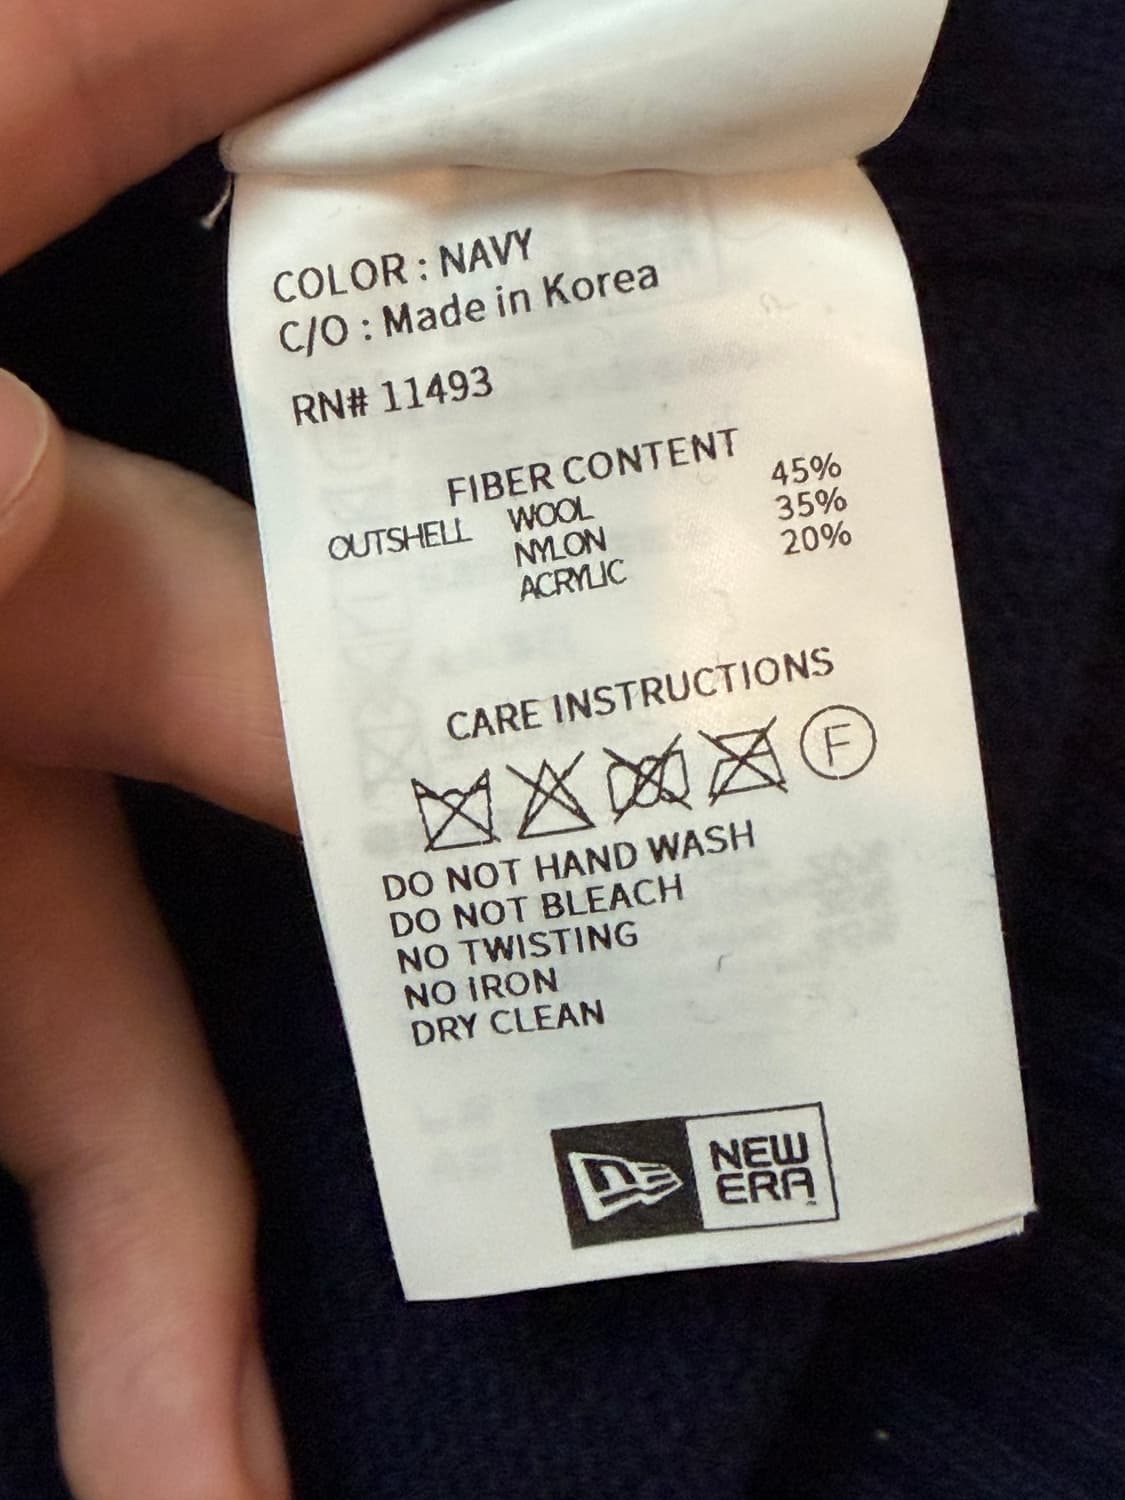 COLOR : NAVY
C/O : Made in Korea
RN# 11493
FIBER CONTENT
OUTSHELL WOOL 45%
NYLON 35%
ACRYLIC 20%
CARE INSTRUCTIONS
F
DO NOT HAND WASH
DO NOT BLEACH
NO TWISTING
NO IRON
DRY CLEAN
NEW
ERA